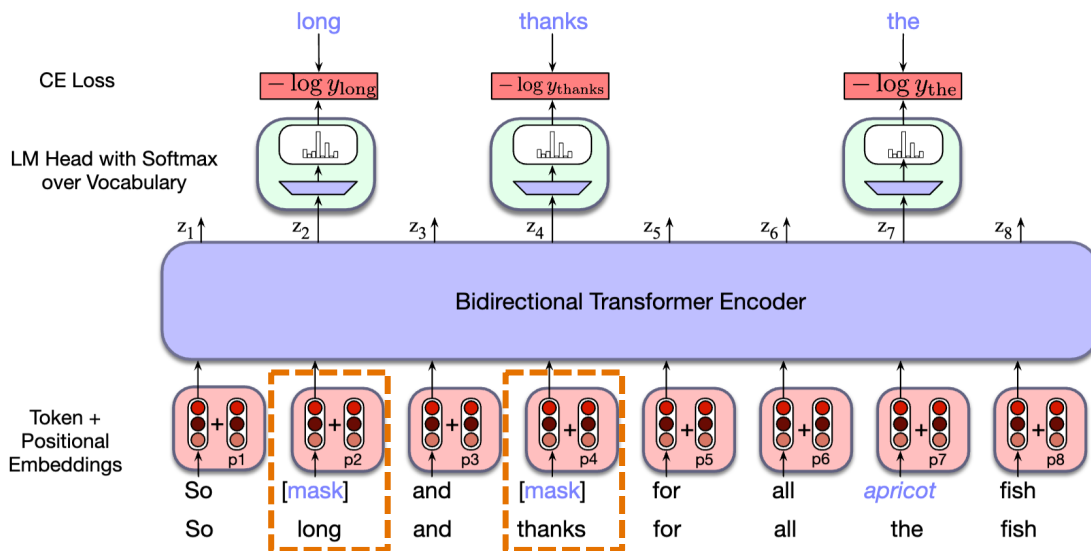 long thanks the
CE Loss
− log y_long − log y_thanks − log y_the
LM Head with Softmax
over Vocabulary
z₁ z₂ z₃ z₄ z₅ z₆ z₇ z₈
Bidirectional Transformer Encoder
Token +
Positional
Embeddings
+ + + + + + + +
p1 p2 p3 p4 p5 p6 p7 p8
So [mask] and [mask] for all apricot fish
So long and thanks for all the fish